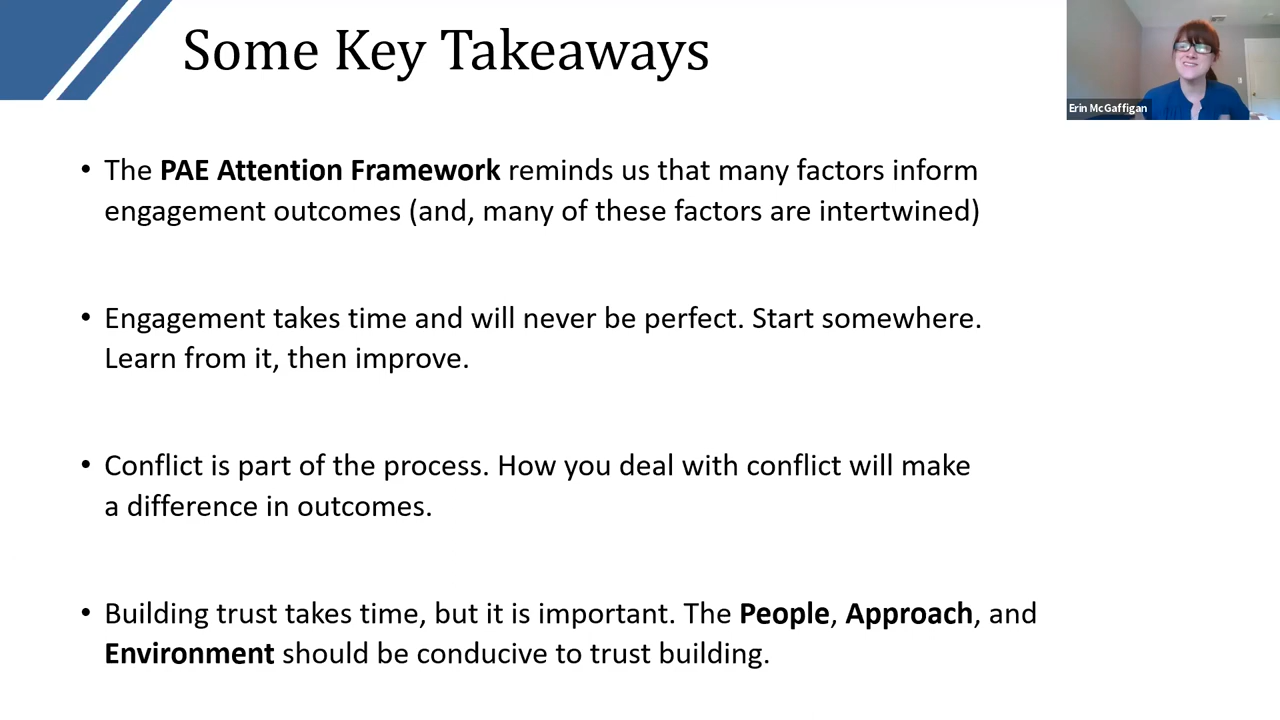 Some Key Takeaways
Erin McGaffigan
• The PAE Attention Framework reminds us that many factors inform
engagement outcomes (and, many of these factors are intertwined)
• Engagement takes time and will never be perfect. Start somewhere.
Learn from it, then improve.
• Conflict is part of the process. How you deal with conflict will make
a difference in outcomes.
• Building trust takes time, but it is important. The People, Approach, and
Environment should be conducive to trust building.